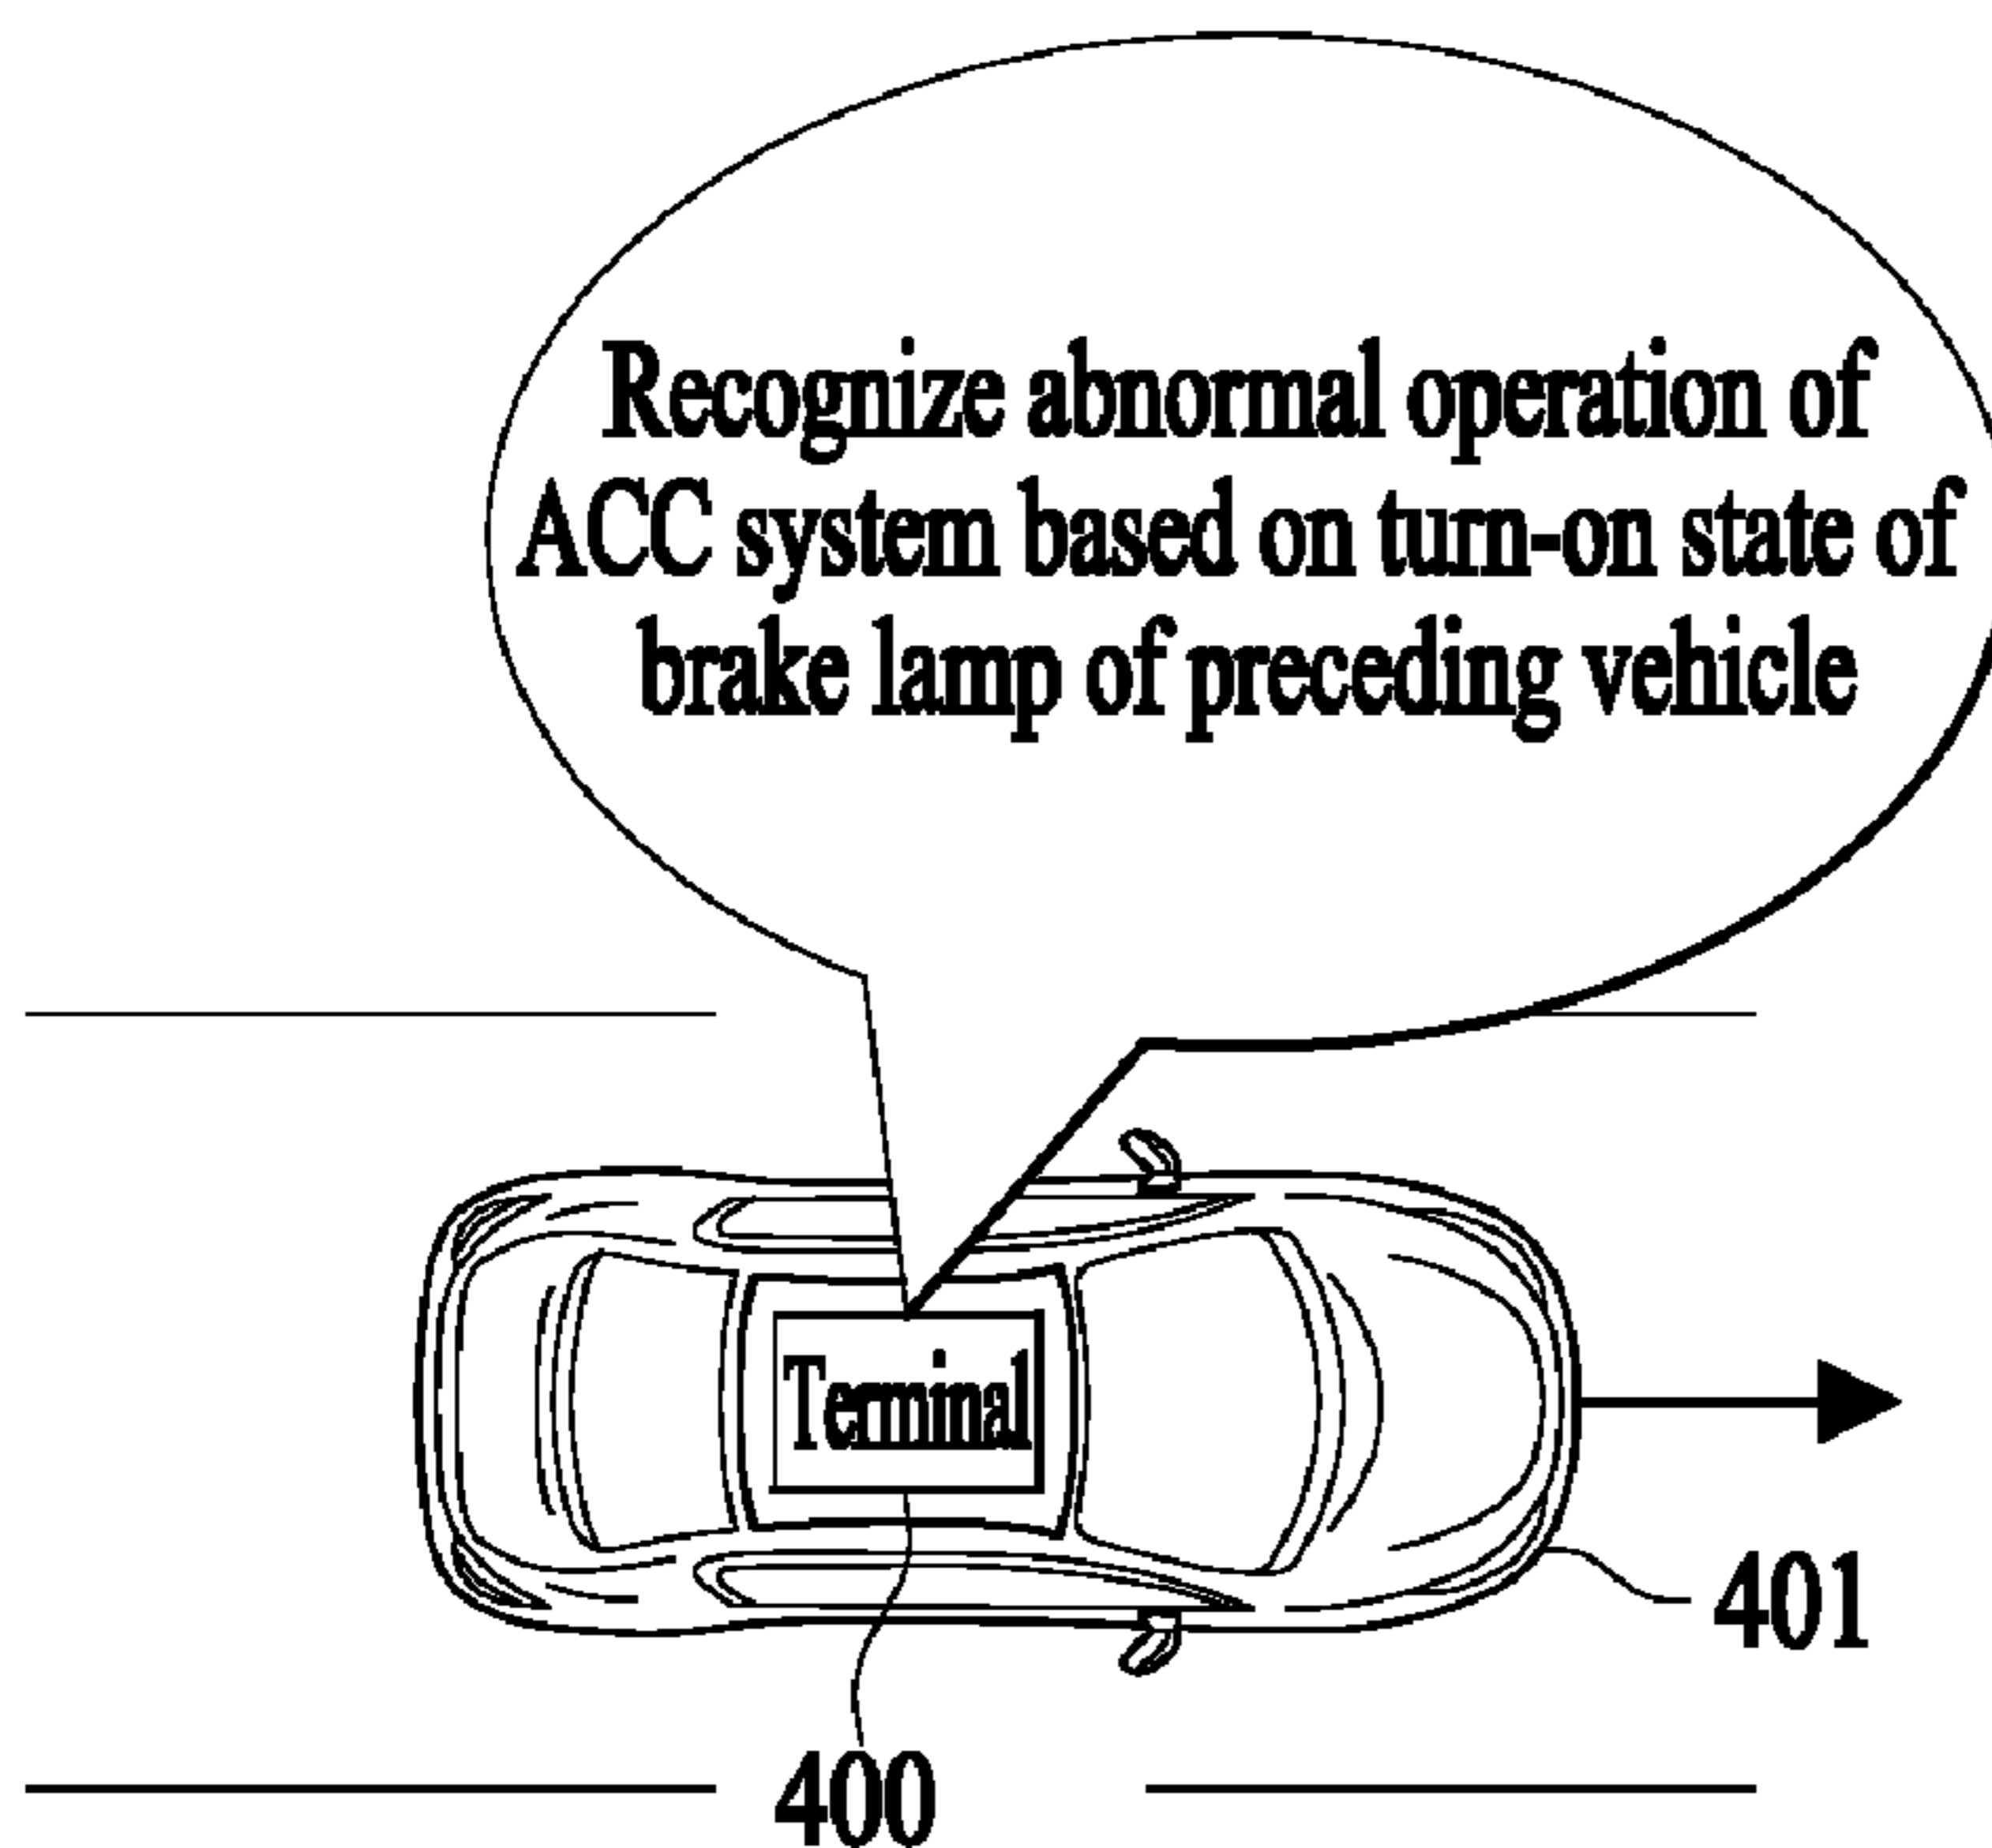 Recognize abnormal operation of
ACC system based on turn-on state of
brake lamp of preceding vehicle
Terminal
401
400